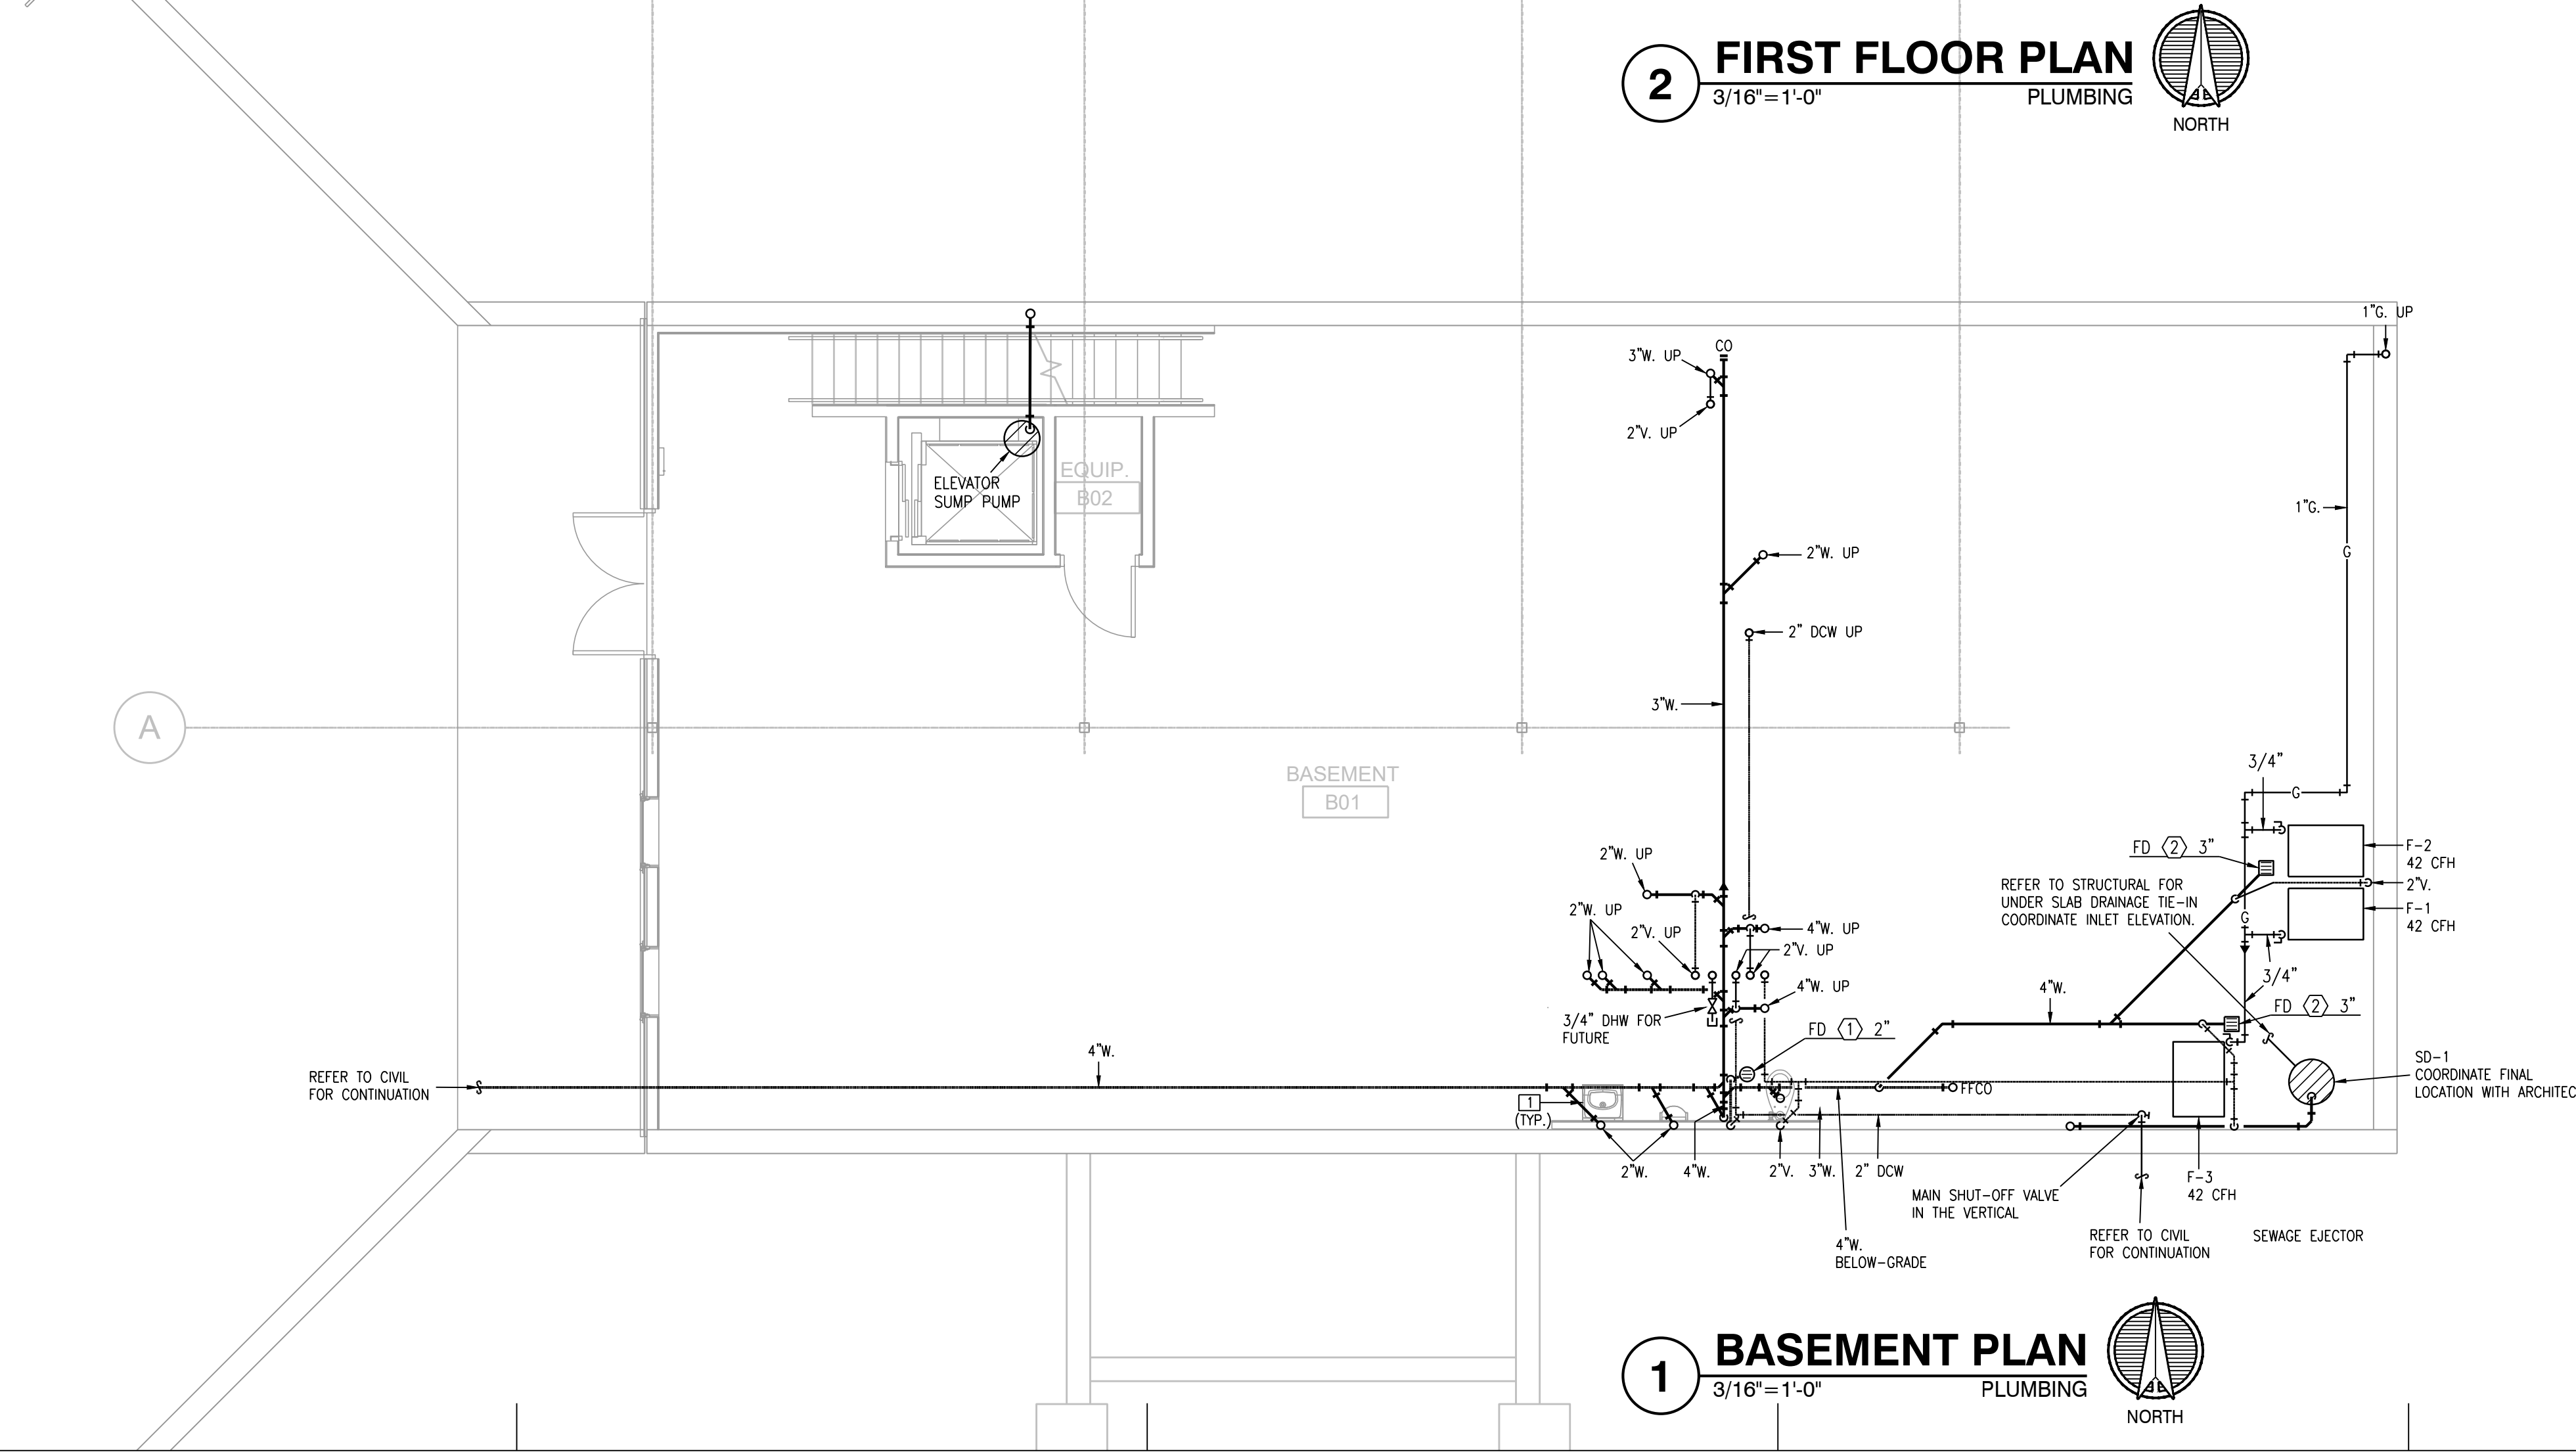 2
FIRST FLOOR PLAN
3/16"=1'-0"
PLUMBING
NORTH
1"G. UP
CO
3"W. UP
2"V. UP
ELEVATOR
SUMP PUMP
EQUIP.
B02
1"G.
G
2"W. UP
2" DCW UP
3"W.
A
BASEMENT
B01
3/4"
G
FD 2 3"
F-2
42 CFH
2"V.
F-1
42 CFH
REFER TO STRUCTURAL FOR
UNDER SLAB DRAINAGE TIE-IN
COORDINATE INLET ELEVATION.
G
2"W. UP
2"W. UP
2"V. UP
4"W. UP
2"V. UP
4"W. UP
3/4" DHW FOR
FUTURE
FD 1 2"
4"W.
3/4"
FD 2 3"
4"W.
REFER TO CIVIL
FOR CONTINUATION
SD-1
COORDINATE FINAL
LOCATION WITH ARCHITEC
FFCO
1
(TYP.)
2"W.
4"W.
2"V.
3"W.
2" DCW
MAIN SHUT-OFF VALVE
IN THE VERTICAL
F-3
42 CFH
4"W.
BELOW-GRADE
REFER TO CIVIL
FOR CONTINUATION
SEWAGE EJECTOR
1
BASEMENT PLAN
3/16"=1'-0"
PLUMBING
NORTH